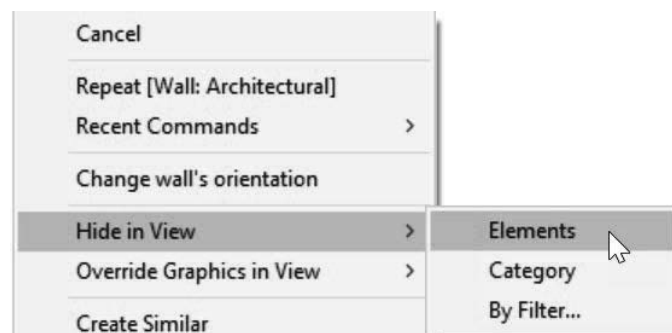 Cancel
Repeat [Wall: Architectural]
Recent Commands
Change wall's orientation
Hide in View
Override Graphics in View
Create Similar
Elements
Category
By Filter...